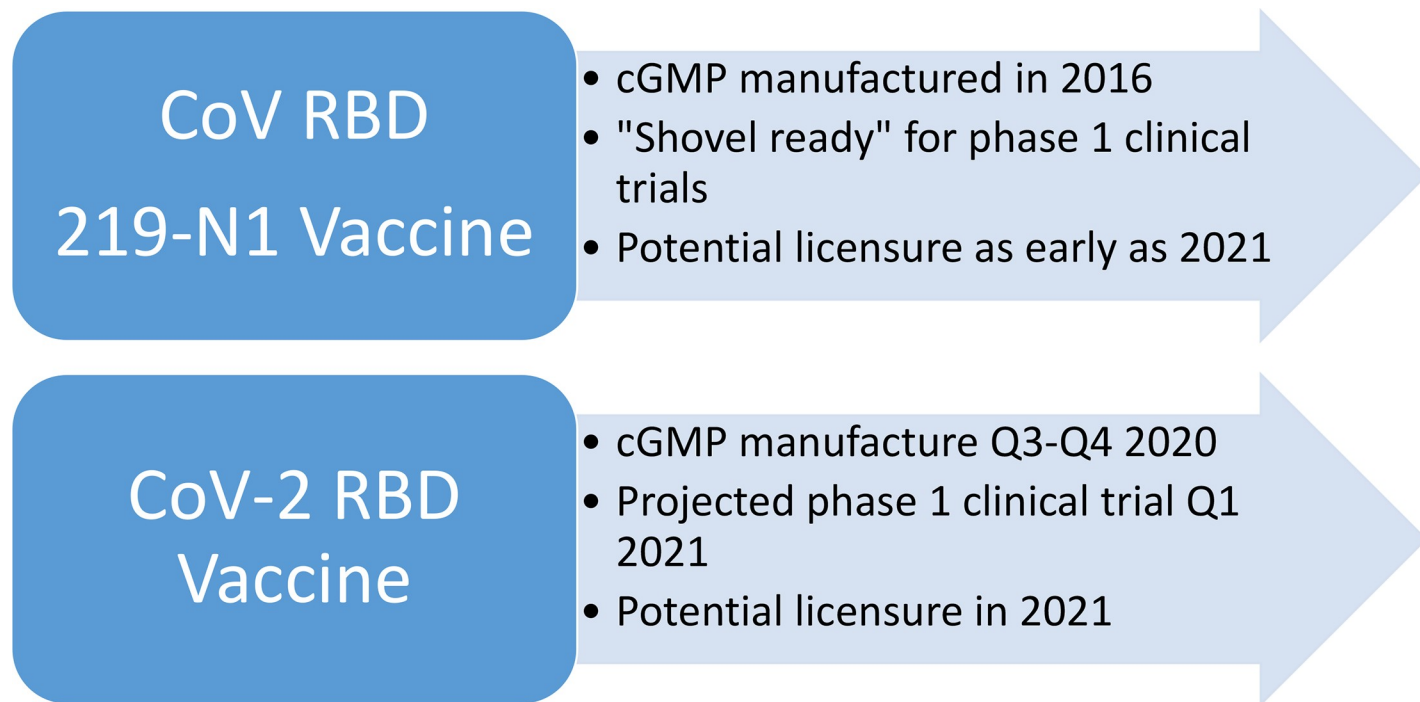 CoV RBD
219-N1 Vaccine
• cGMP manufactured in 2016
• "Shovel ready" for phase 1 clinical
trials
• Potential licensure as early as 2021
CoV-2 RBD
Vaccine
• cGMP manufacture Q3-Q4 2020
• Projected phase 1 clinical trial Q1
2021
• Potential licensure in 2021